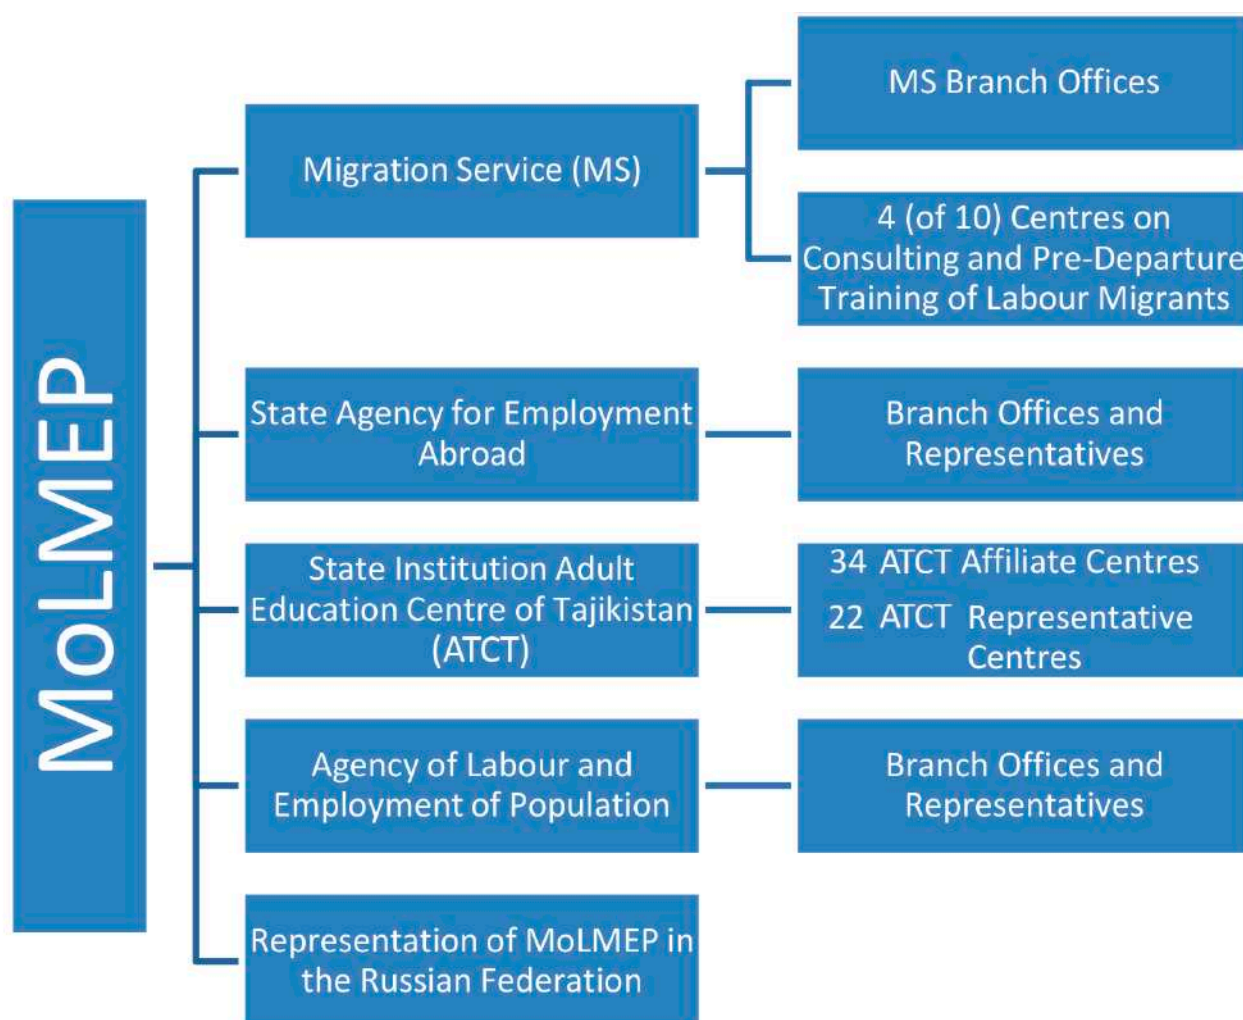 MoLMEP
Migration Service (MS)
MS Branch Offices
4 (of 10) Centres on
Consulting and Pre-Departure
Training of Labour Migrants
State Agency for Employment
Abroad
Branch Offices and
Representatives
State Institution Adult
Education Centre of Tajikistan
(ATCT)
34 ATCT Affiliate Centres
22 ATCT Representative
Centres
Agency of Labour and
Employment of Population
Branch Offices and
Representatives
Representation of MoLMEP in
the Russian Federation